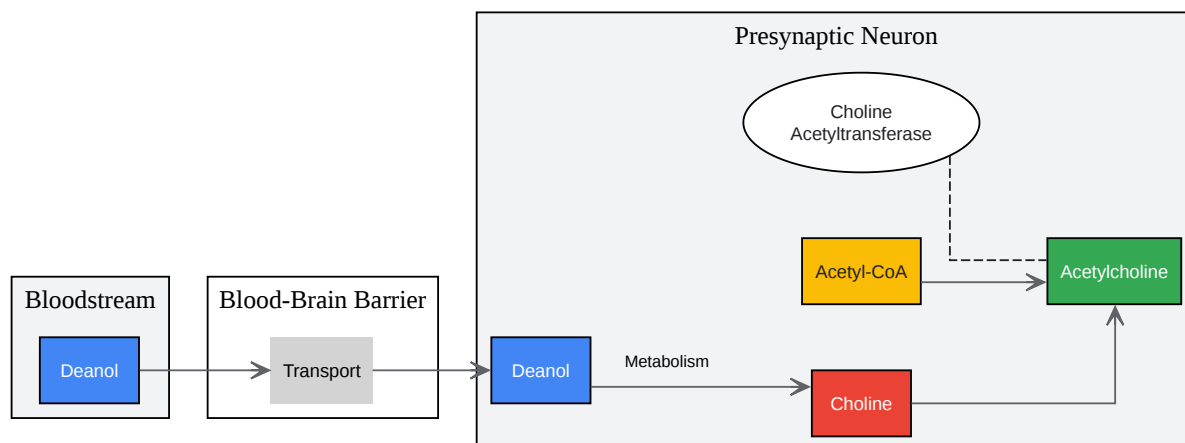 Presynaptic Neuron
Choline
Acetyltransferase
Acetyl-CoA
Acetylcholine
Bloodstream
Blood-Brain Barrier
Deanol
Transport
Deanol
Metabolism
Choline